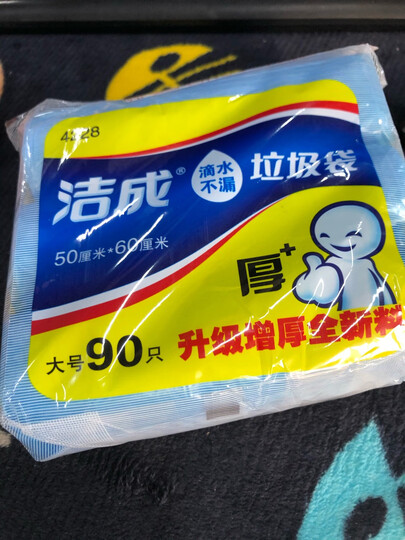 4228
洁成®
滴水
不漏
垃圾袋
50厘米*60厘米
厚+
大号90只
升级增厚全新料